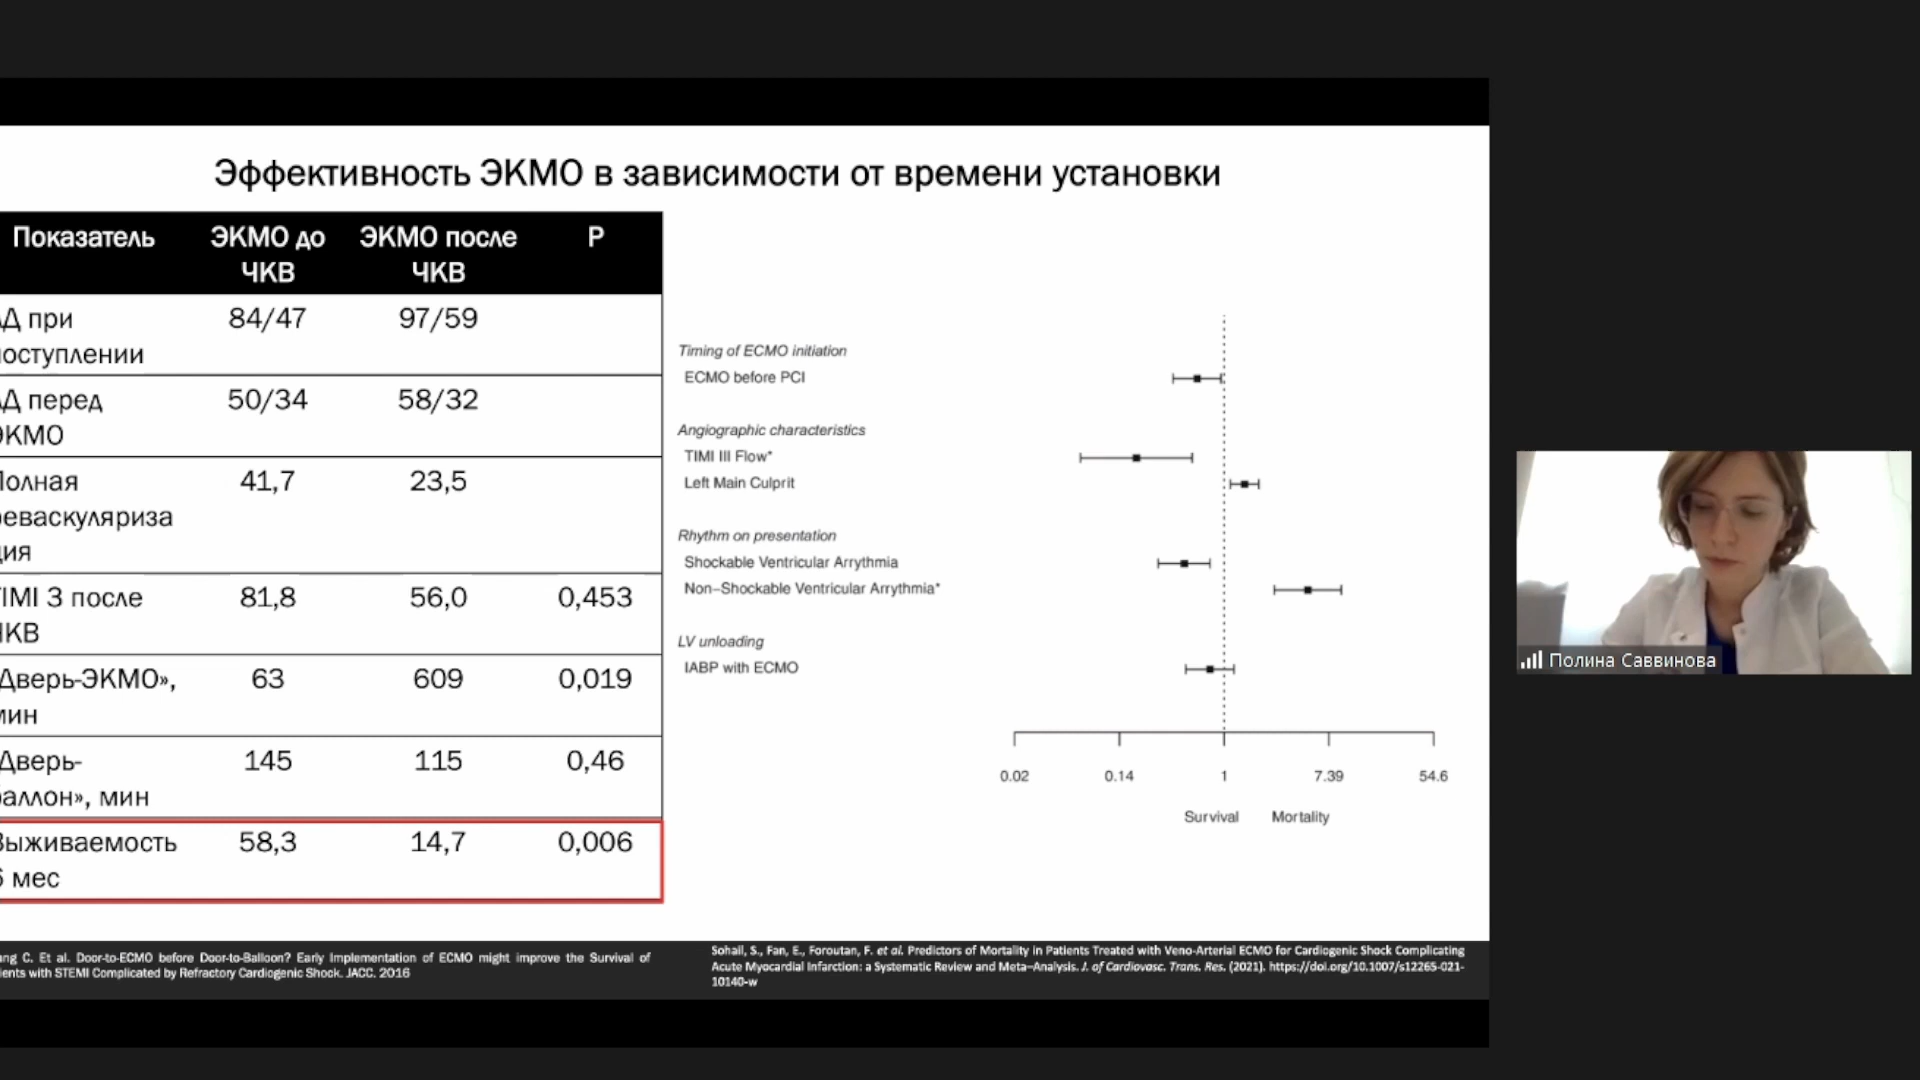 Эффективность ЭКМО в зависимости от времени установки
Показатель ЭКМО до ЧКВ ЭКМО после ЧКВ P
Д при 84/47 97/59
оступлении
Д перед 50/34 58/32
КМО
олная 41,7 23,5
еваскуляриза
ия
IMI 3 после 81,8 56,0 0,453
КВ
Дверь-ЭКМО», 63 609 0,019
мин
Дверь- 145 115 0,46
аллон», мин
Выживаемость 58,3 14,7 0,006
6 мес
Timing of ECMO initiation
ECMO before PCI
Angiographic characteristics
TIMI III Flow*
Left Main Culprit
Rhythm on presentation
Shockable Ventricular Arrythmia
Non-Shockable Ventricular Arrythmia*
LV unloading
IABP with ECMO
0.02 0.14 1 7.39 54.6
Survival Mortality
ang C. Et al. Door-to-ECMO before Door-to-Balloon? Early Implementation of ECMO might improve the Survival of
ients with STEMI Complicated by Refractory Cardiogenic Shock. JACC. 2016
Sohail, S., Fan, E., Foroutan, F. et al. Predictors of Mortality in Patients Treated with Veno-Arterial ECMO for Cardiogenic Shock Complicating
Acute Myocardial Infarction: a Systematic Review and Meta-Analysis. J. of Cardiovasc. Trans. Res. (2021). https://doi.org/10.1007/s12265-021-
10140-w
Полина Саввинова